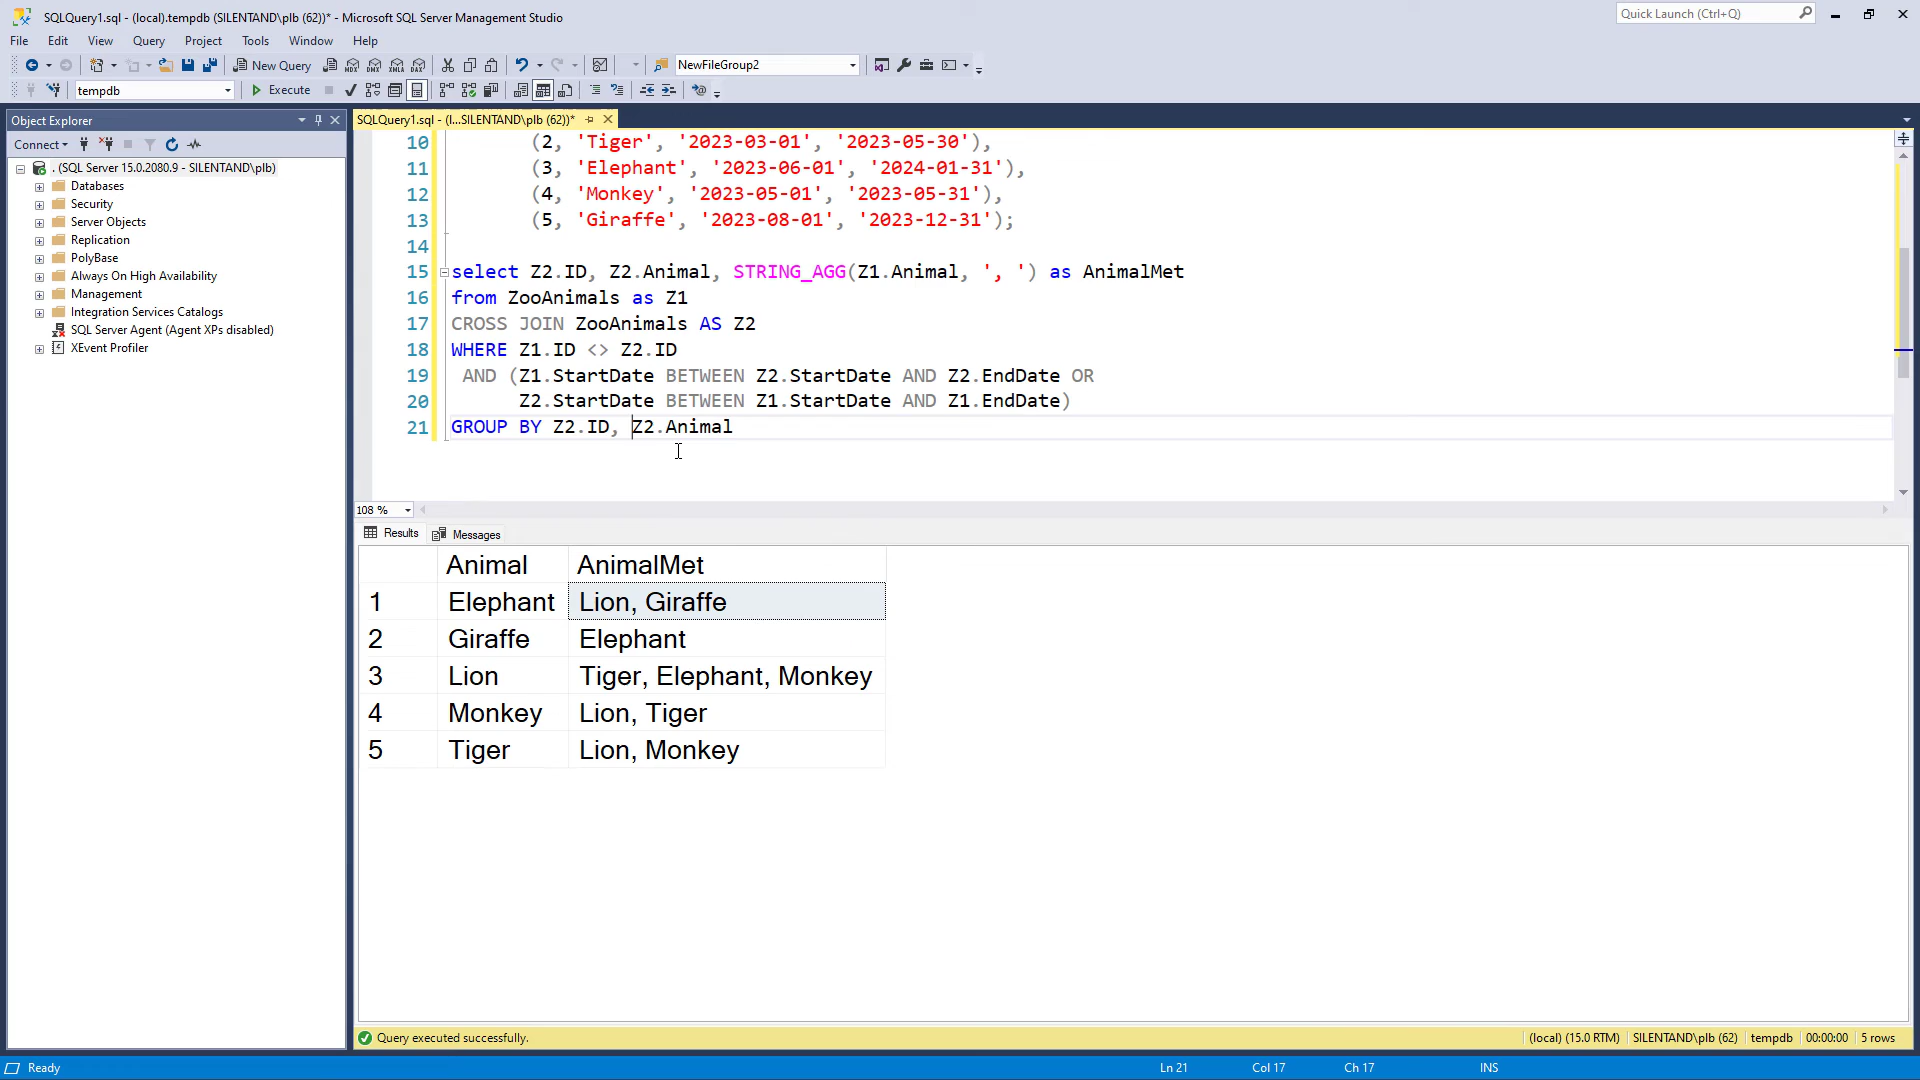 SQLQuery1.sql - (local).tempdb (SILENTAND\plb (62))* - Microsoft SQL Server Management Studio
Quick Launch (Ctrl+Q)
File Edit View Query Project Tools Window Help
New Query
NewFileGroup2
tempdb
Execute
Object Explorer
Connect
. (SQL Server 15.0.2080.9 - SILENTAND\plb)
Databases
Security
Server Objects
Replication
PolyBase
Always On High Availability
Management
Integration Services Catalogs
SQL Server Agent (Agent XPs disabled)
XEvent Profiler
SQLQuery1.sql - (l...SILENTAND\plb (62))*
10 (2, 'Tiger', '2023-03-01', '2023-05-30'),
11 (3, 'Elephant', '2023-06-01', '2024-01-31'),
12 (4, 'Monkey', '2023-05-01', '2023-05-31'),
13 (5, 'Giraffe', '2023-08-01', '2023-12-31');
14
15 select Z2.ID, Z2.Animal, STRING_AGG(Z1.Animal, ', ') as AnimalMet
16 from ZooAnimals as Z1
17 CROSS JOIN ZooAnimals AS Z2
18 WHERE Z1.ID <> Z2.ID
19 AND (Z1.StartDate BETWEEN Z2.StartDate AND Z2.EndDate OR
20 Z2.StartDate BETWEEN Z1.StartDate AND Z1.EndDate)
21 GROUP BY Z2.ID, Z2.Animal
108 %
Results Messages
Animal AnimalMet
1 Elephant Lion, Giraffe
2 Giraffe Elephant
3 Lion Tiger, Elephant, Monkey
4 Monkey Lion, Tiger
5 Tiger Lion, Monkey
Query executed successfully.
(local) (15.0 RTM) SILENTAND\plb (62) tempdb 00:00:00 5 rows
Ready
Ln 21 Col 17 Ch 17 INS